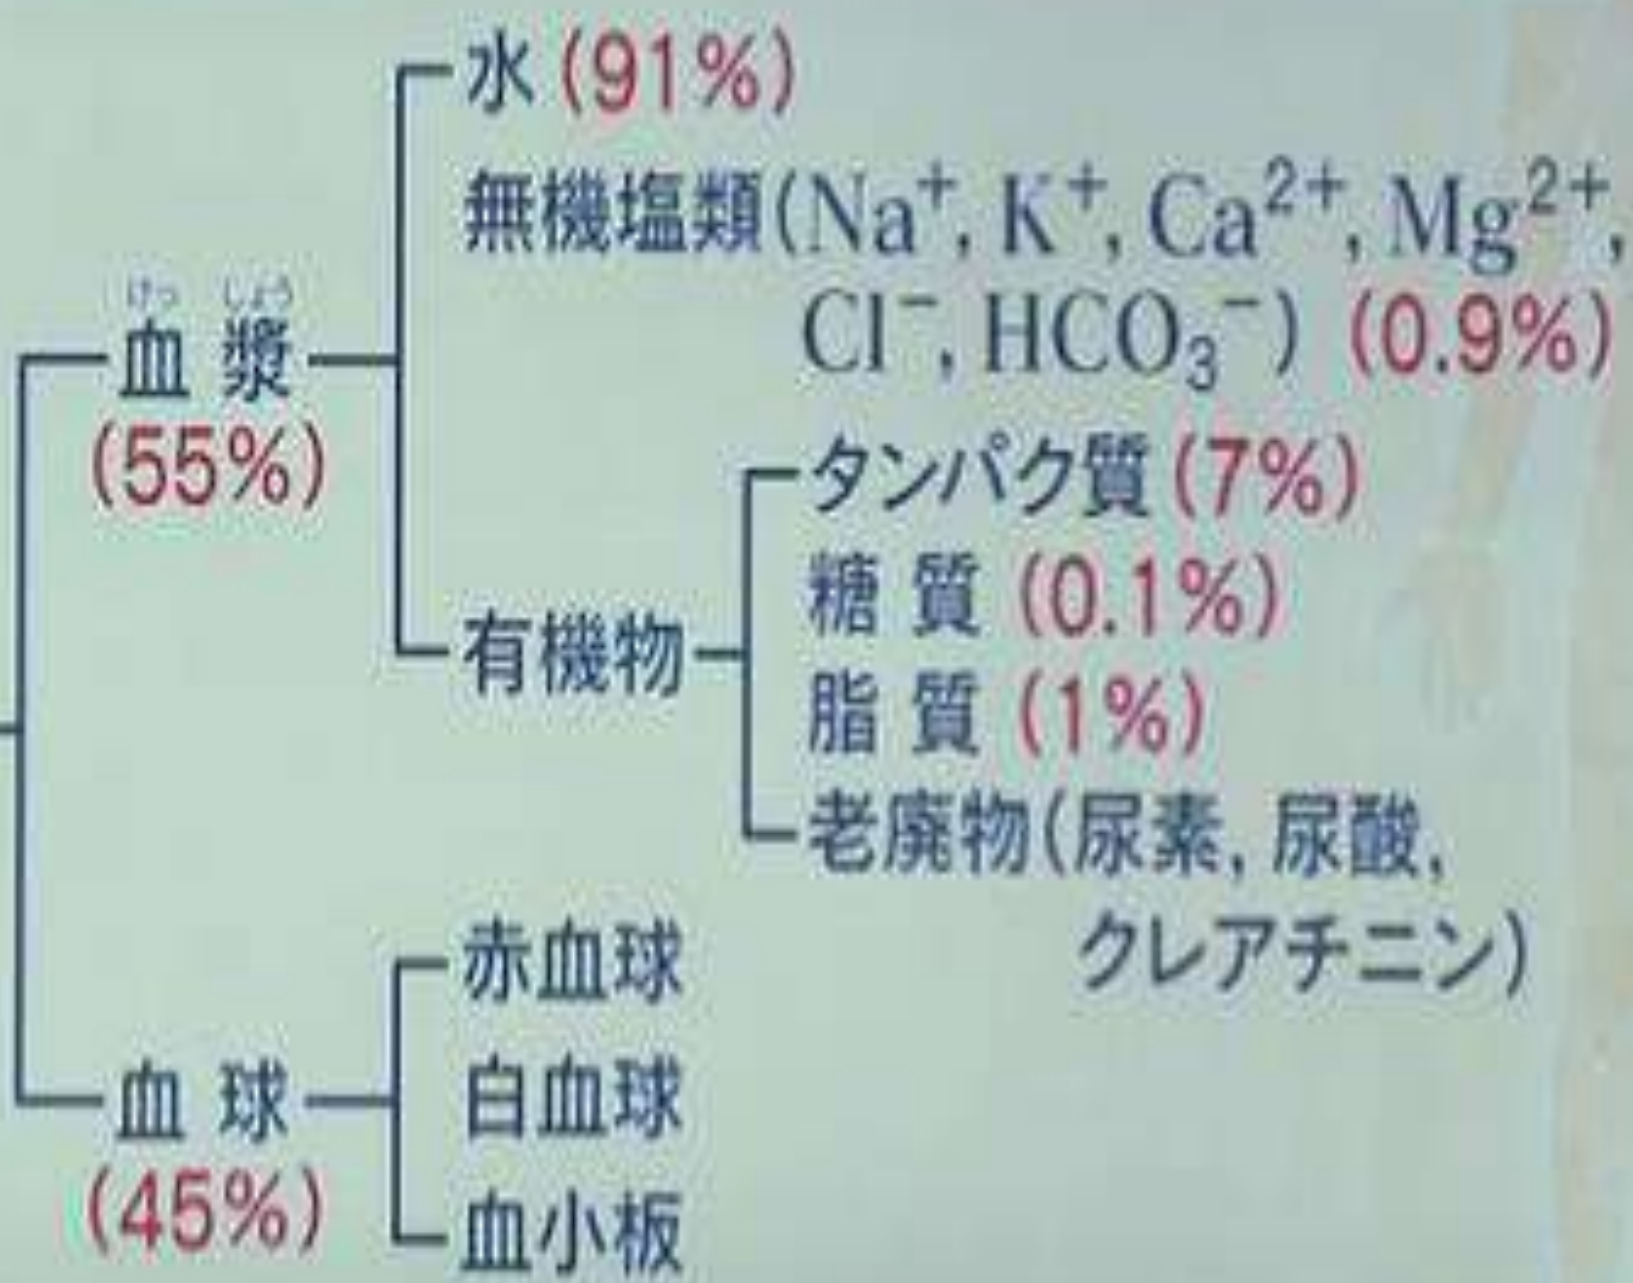 水 (91%)
無機塩類(Na⁺, K⁺, Ca²⁺, Mg²⁺,
Cl⁻, HCO₃⁻) (0.9%)
けっ しょう
血 漿
(55%)
タンパク質 (7%)
糖 質 (0.1%)
有機物
脂 質 (1%)
老廃物(尿素, 尿酸,
クレアチニン)
赤血球
血 球
(45%)
白血球
血小板